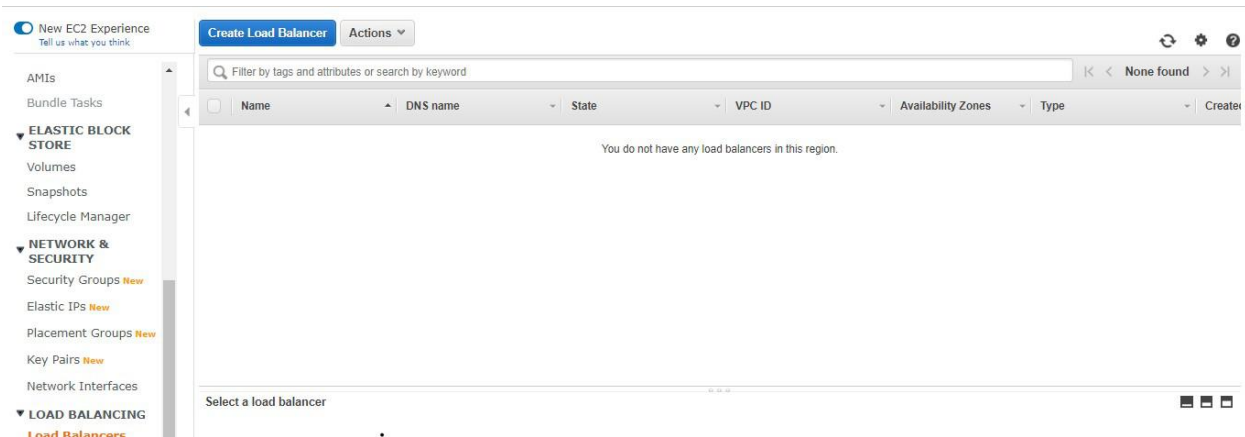 New EC2 Experience
Tell us what you think
AMIs
Bundle Tasks
ELASTIC BLOCK
STORE
Volumes
Snapshots
Lifecycle Manager
NETWORK &
SECURITY
Security Groups New
Elastic IPs New
Placement Groups New
Key Pairs New
Network Interfaces
LOAD BALANCING
Load Balancers
Create Load Balancer Actions
Filter by tags and attributes or search by keyword
None found
Name DNS name State VPC ID Availability Zones Type Created
You do not have any load balancers in this region.
Select a load balancer